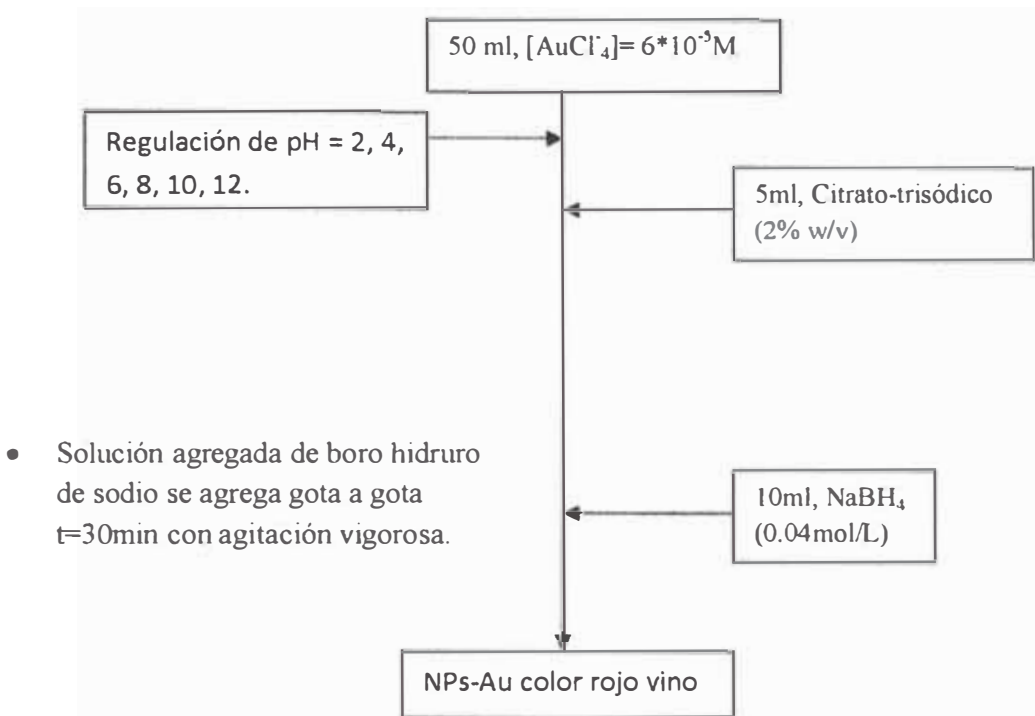 50 ml, [AuCl⁻₄]= 6*10⁻⁵M
Regulación de pH = 2, 4,
6, 8, 10, 12.
5ml, Citrato-trisódico
(2% w/v)
• Solución agregada de boro hidruro
de sodio se agrega gota a gota
t=30min con agitación vigorosa.
10ml, NaBH₄
(0.04mol/L)
NPs-Au color rojo vino